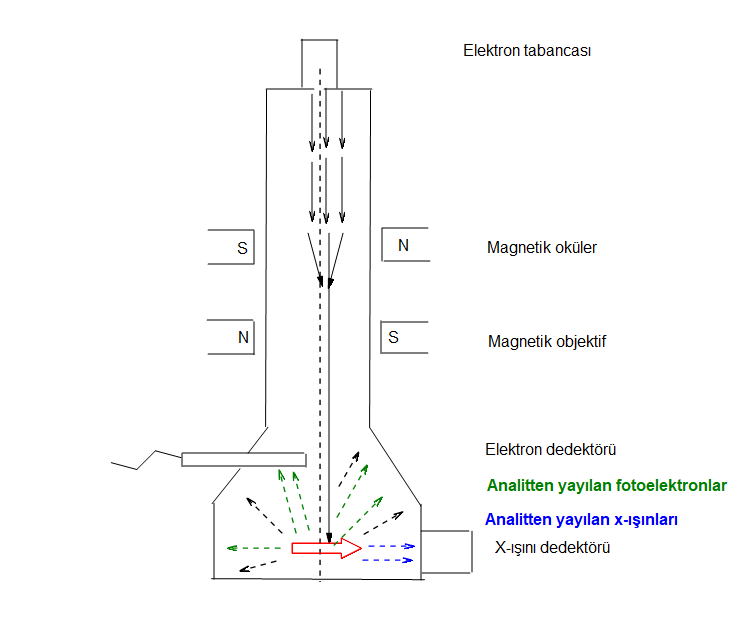 Elektron tabancası
S
N
Magnetik oküler
N
S
Magnetik objektif
Elektron dedektörü
Analitten yayılan fotoelektronlar
Analitten yayılan x-ışınları
X-ışını dedektörü